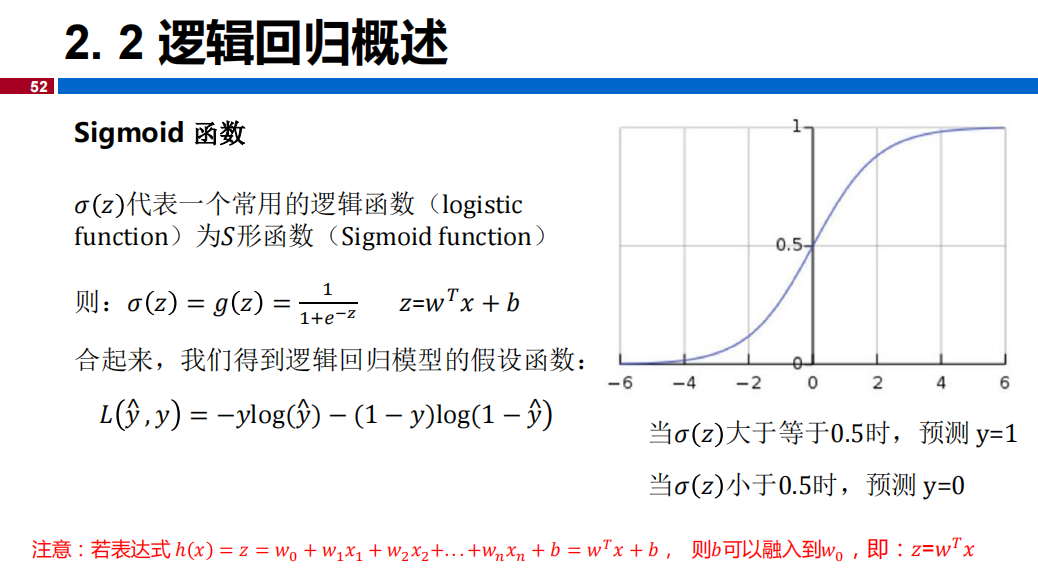 2. 2 逻辑回归概述
52
Sigmoid 函数
σ(z)代表一个常用的逻辑函数（logistic
function）为S形函数（Sigmoid function）
则：σ(z) = g(z) = 1/(1+e^{-z}) z=w^T x + b
合起来，我们得到逻辑回归模型的假设函数：
L(ŷ, y) = −ylog(ŷ) − (1 − y)log(1 − ŷ)
1
0.5
0
−6 −4 −2 0 2 4 6
当σ(z)大于等于0.5时，预测 y=1
当σ(z)小于0.5时，预测 y=0
注意：若表达式 h(x) = z = w₀ + w₁x₁ + w₂x₂+...+wₙxₙ + b = w^T x + b， 则b可以融入到w₀，即：z=w^T x